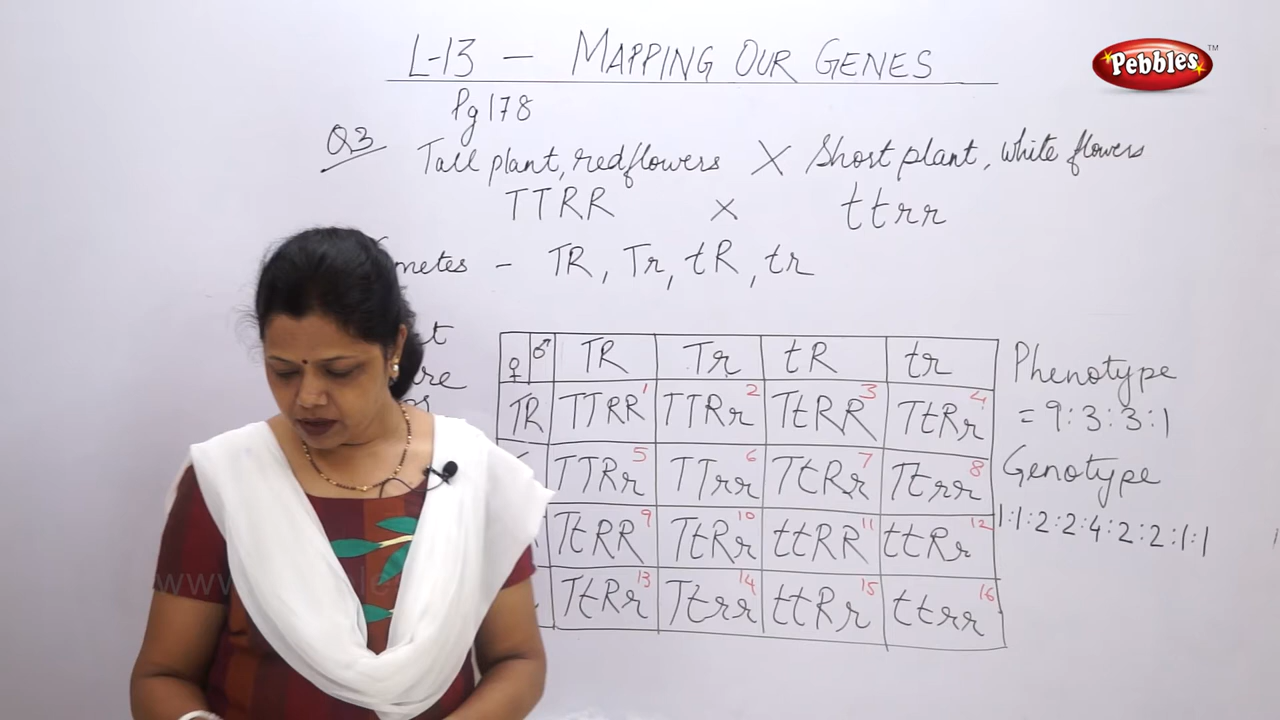 L-13 — MAPPING OUR GENES
Pebbles TM
Pg 178
Q3
Tall plant, red flowers X Short plant, white flowers
TTRR x ttrr
metes - TR, Tr, tR, tr
♀ ♂ TR Tr tR tr
TR TTRR 1 TTRr 2 TtRR 3 TtRr 4
TTRr 5 TTrr 6 TtRr 7 Ttrr 8
TtRR 9 TtRr 10 ttRR 11 ttRr 12
TtRr 13 Ttrr 14 ttRr 15 ttrr 16
Phenotype
= 9:3:3:1
Genotype
1:1:2:2:4:2:2:1:1
www